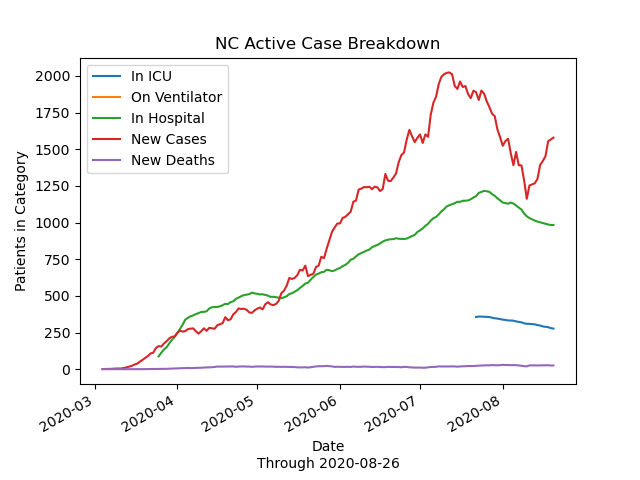 NC Active Case Breakdown
In ICU
On Ventilator
In Hospital
New Cases
New Deaths
Patients in Category
2000
1750
1500
1250
1000
750
500
250
0
2020-03
2020-04
2020-05
2020-06
2020-07
2020-08
Date
Through 2020-08-26